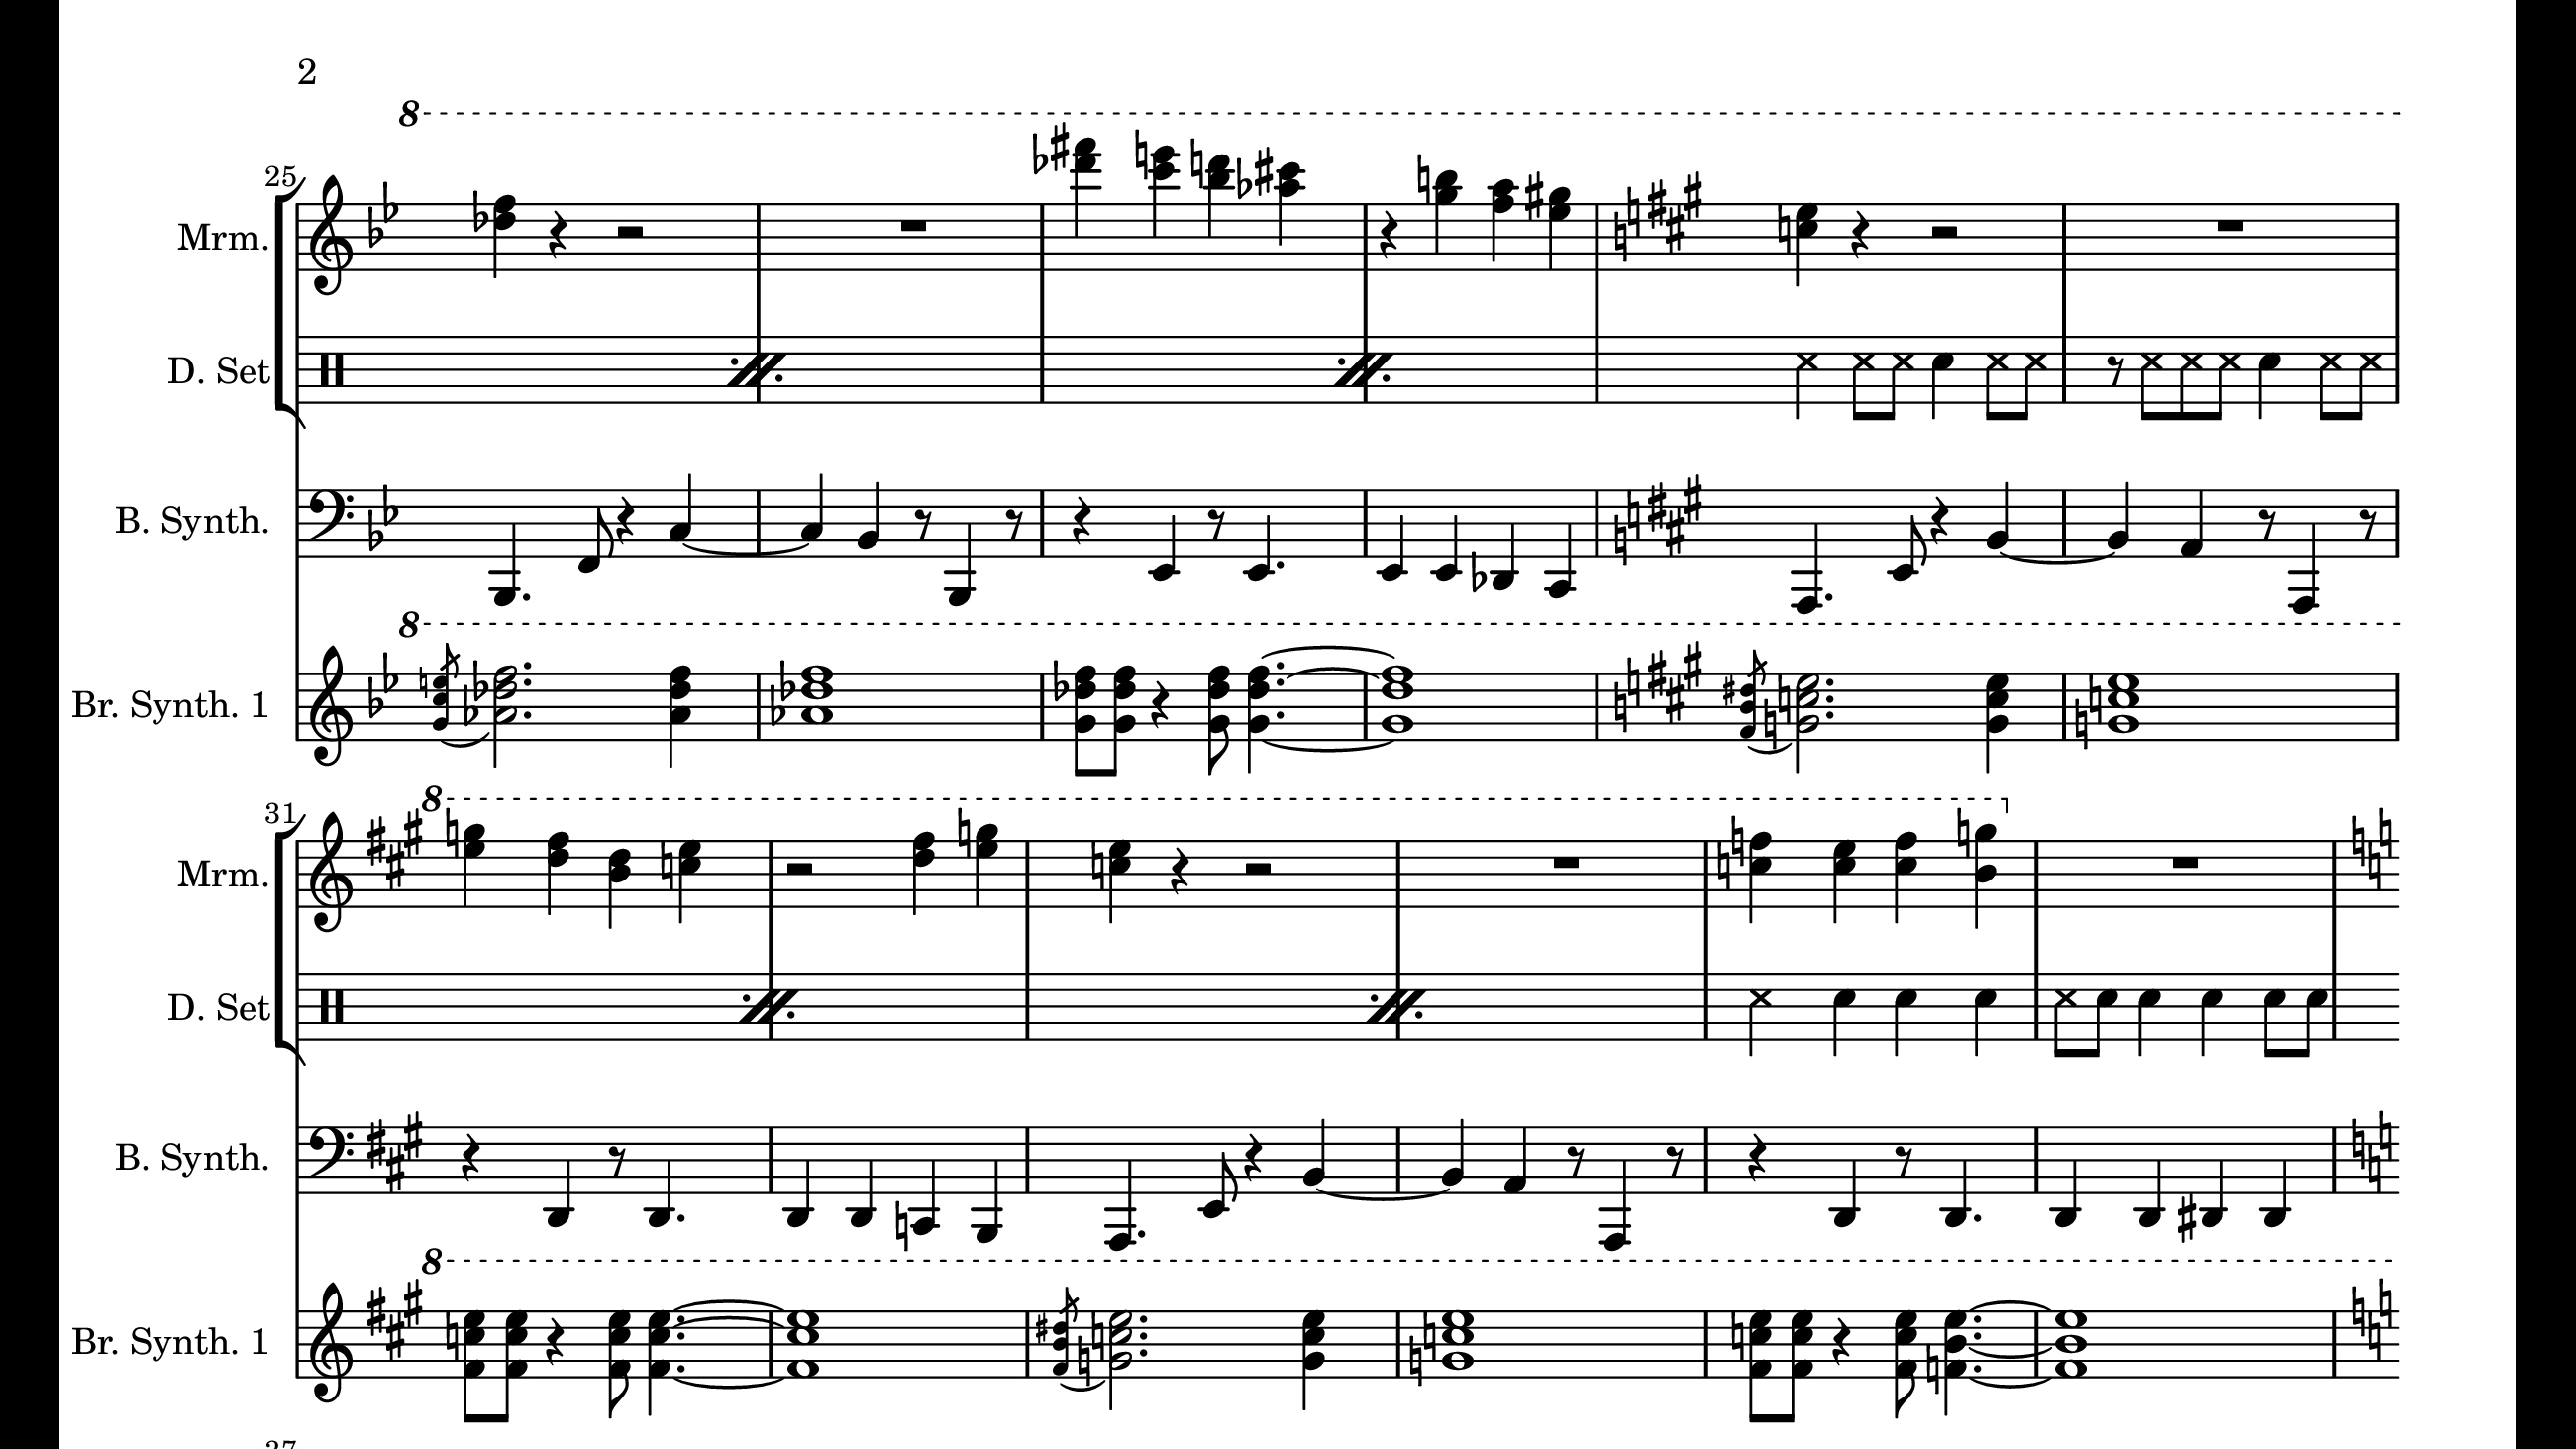 2
8
25
Mrm.
D. Set
B. Synth.
8
Br. Synth. 1
8
31
Mrm.
D. Set
B. Synth.
8
Br. Synth. 1
37